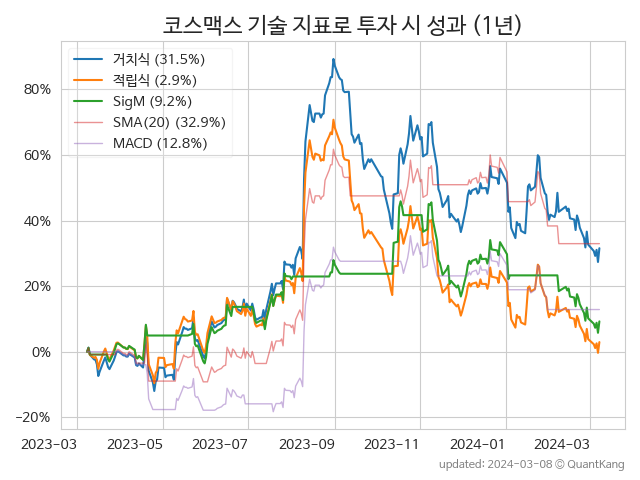 코스맥스 기술 지표로 투자 시 성과 (1년)
거치식 (31.5%)
적립식 (2.9%)
SigM (9.2%)
SMA(20) (32.9%)
MACD (12.8%)
80%
60%
40%
20%
0%
−20%
2023-03 2023-05 2023-07 2023-09 2023-11 2024-01 2024-03
updated: 2024-03-08 © QuantKang